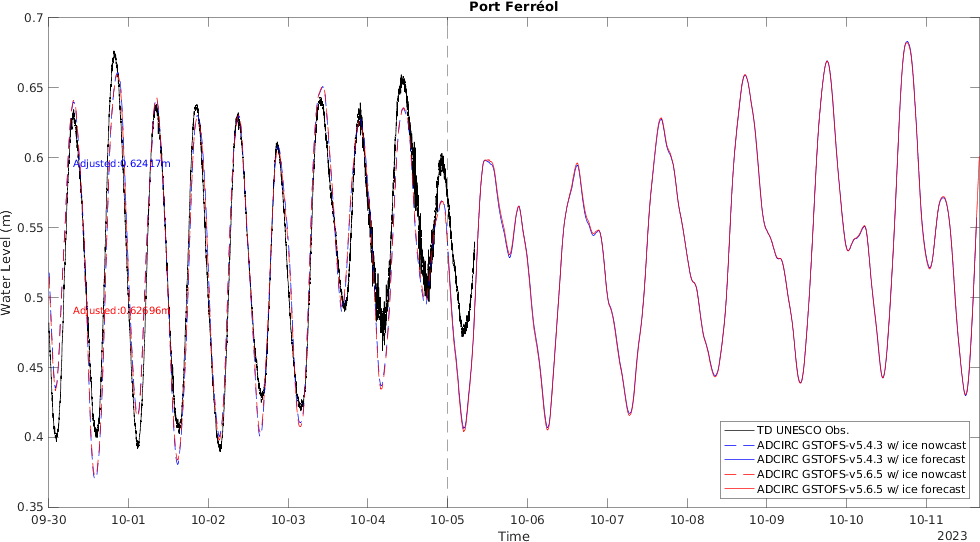 Port Ferréol
0.7
0.65
0.6
0.55
0.5
0.45
0.4
0.35
Water Level (m)
Adjusted:0.62417m
Adjusted:0.62696m
TD UNESCO Obs.
ADCIRC GSTOFS-v5.4.3 w/ ice nowcast
ADCIRC GSTOFS-v5.4.3 w/ ice forecast
ADCIRC GSTOFS-v5.6.5 w/ ice nowcast
ADCIRC GSTOFS-v5.6.5 w/ ice forecast
09-30 10-01 10-02 10-03 10-04 10-05 10-06 10-07 10-08 10-09 10-10 10-11
Time
2023